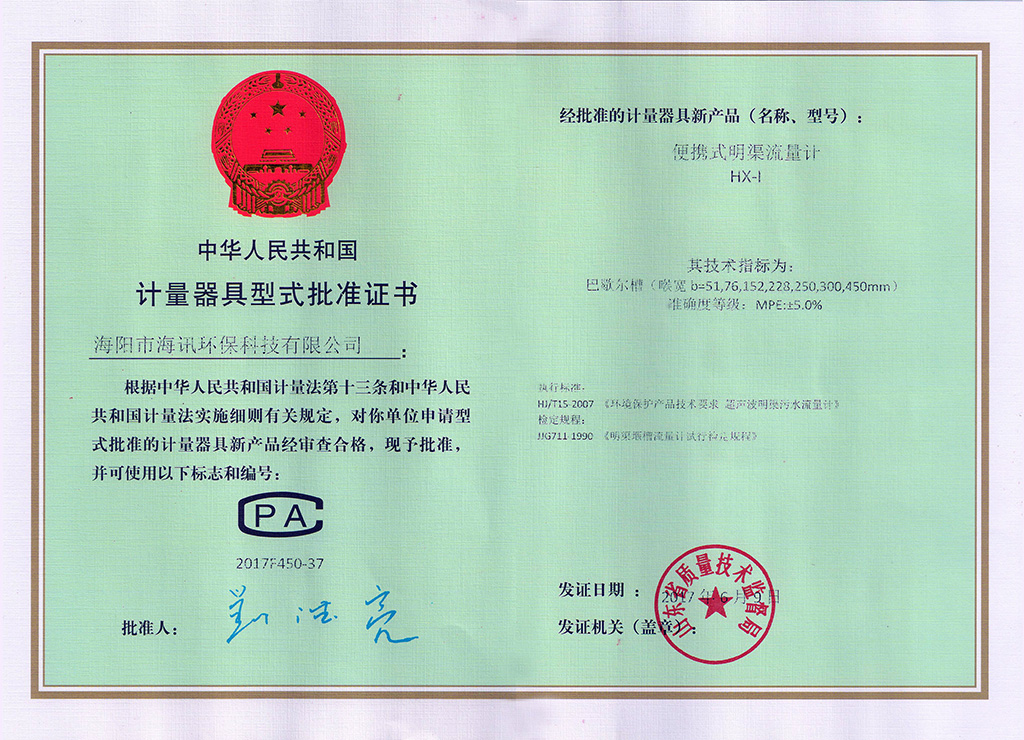 中华人民共和国
计量器具型式批准证书
海阳市海讯环保科技有限公司：
根据中华人民共和国计量法第十三条和中华人民
共和国计量法实施细则有关规定，对你单位申请型
式批准的计量器具新产品经审查合格，现予批准，
并可使用以下标志和编号：
CPA
2017F450-37
批准人：
经批准的计量器具新产品（名称、型号）：
便携式明渠流量计
HX-I
其技术指标为：
巴歇尔槽（喉宽 b=51,76,152,228,250,300,450mm）
准确度等级：MPE:±5.0%
执行标准：
HJ/T15-2007 《环境保护产品技术要求 超声波明渠污水流量计》
检定规程：
JJG711-1990 《明渠堰槽流量计试行检定规程》
发证日期：2017年6月9日
发证机关（盖章）：
山东省质量技术监督局